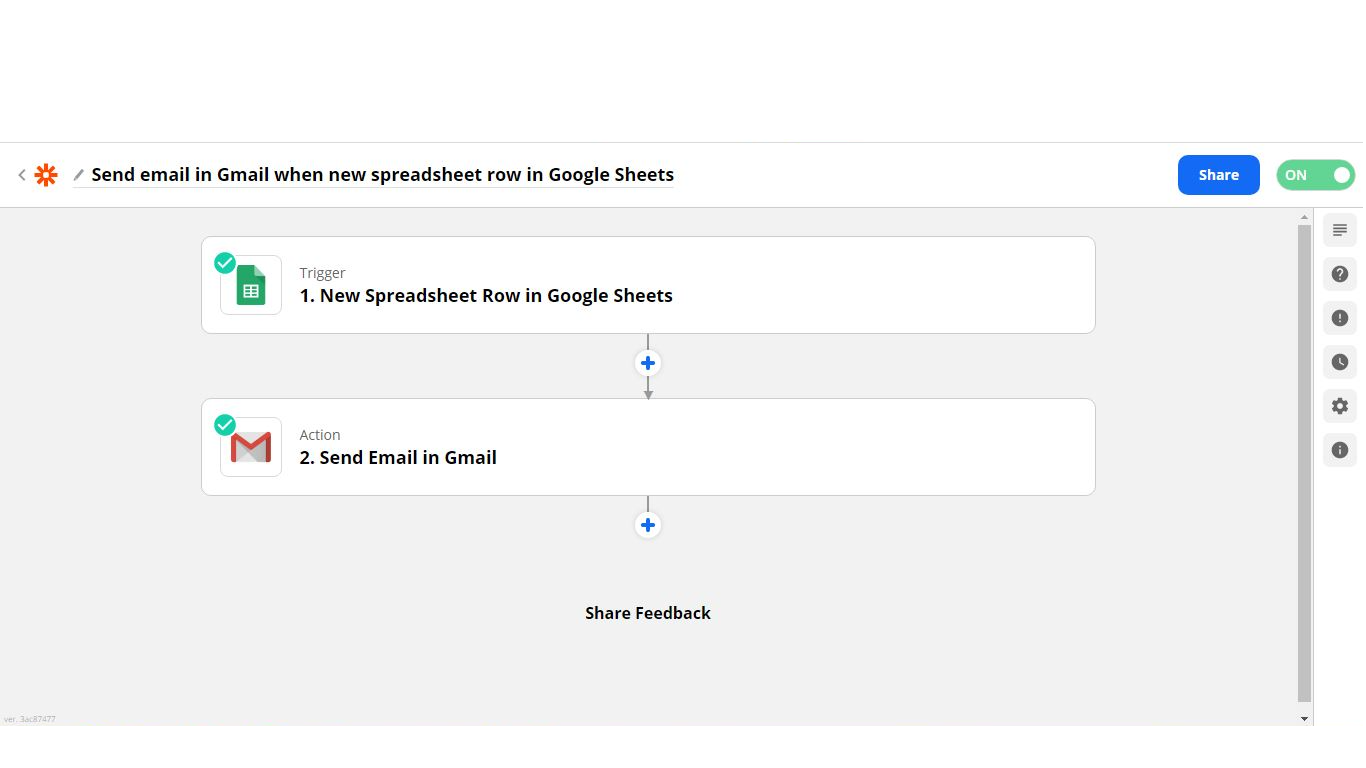 Send email in Gmail when new spreadsheet row in Google Sheets
Share
ON
Trigger
1. New Spreadsheet Row in Google Sheets
Action
2. Send Email in Gmail
Share Feedback
ver. 3ac87477